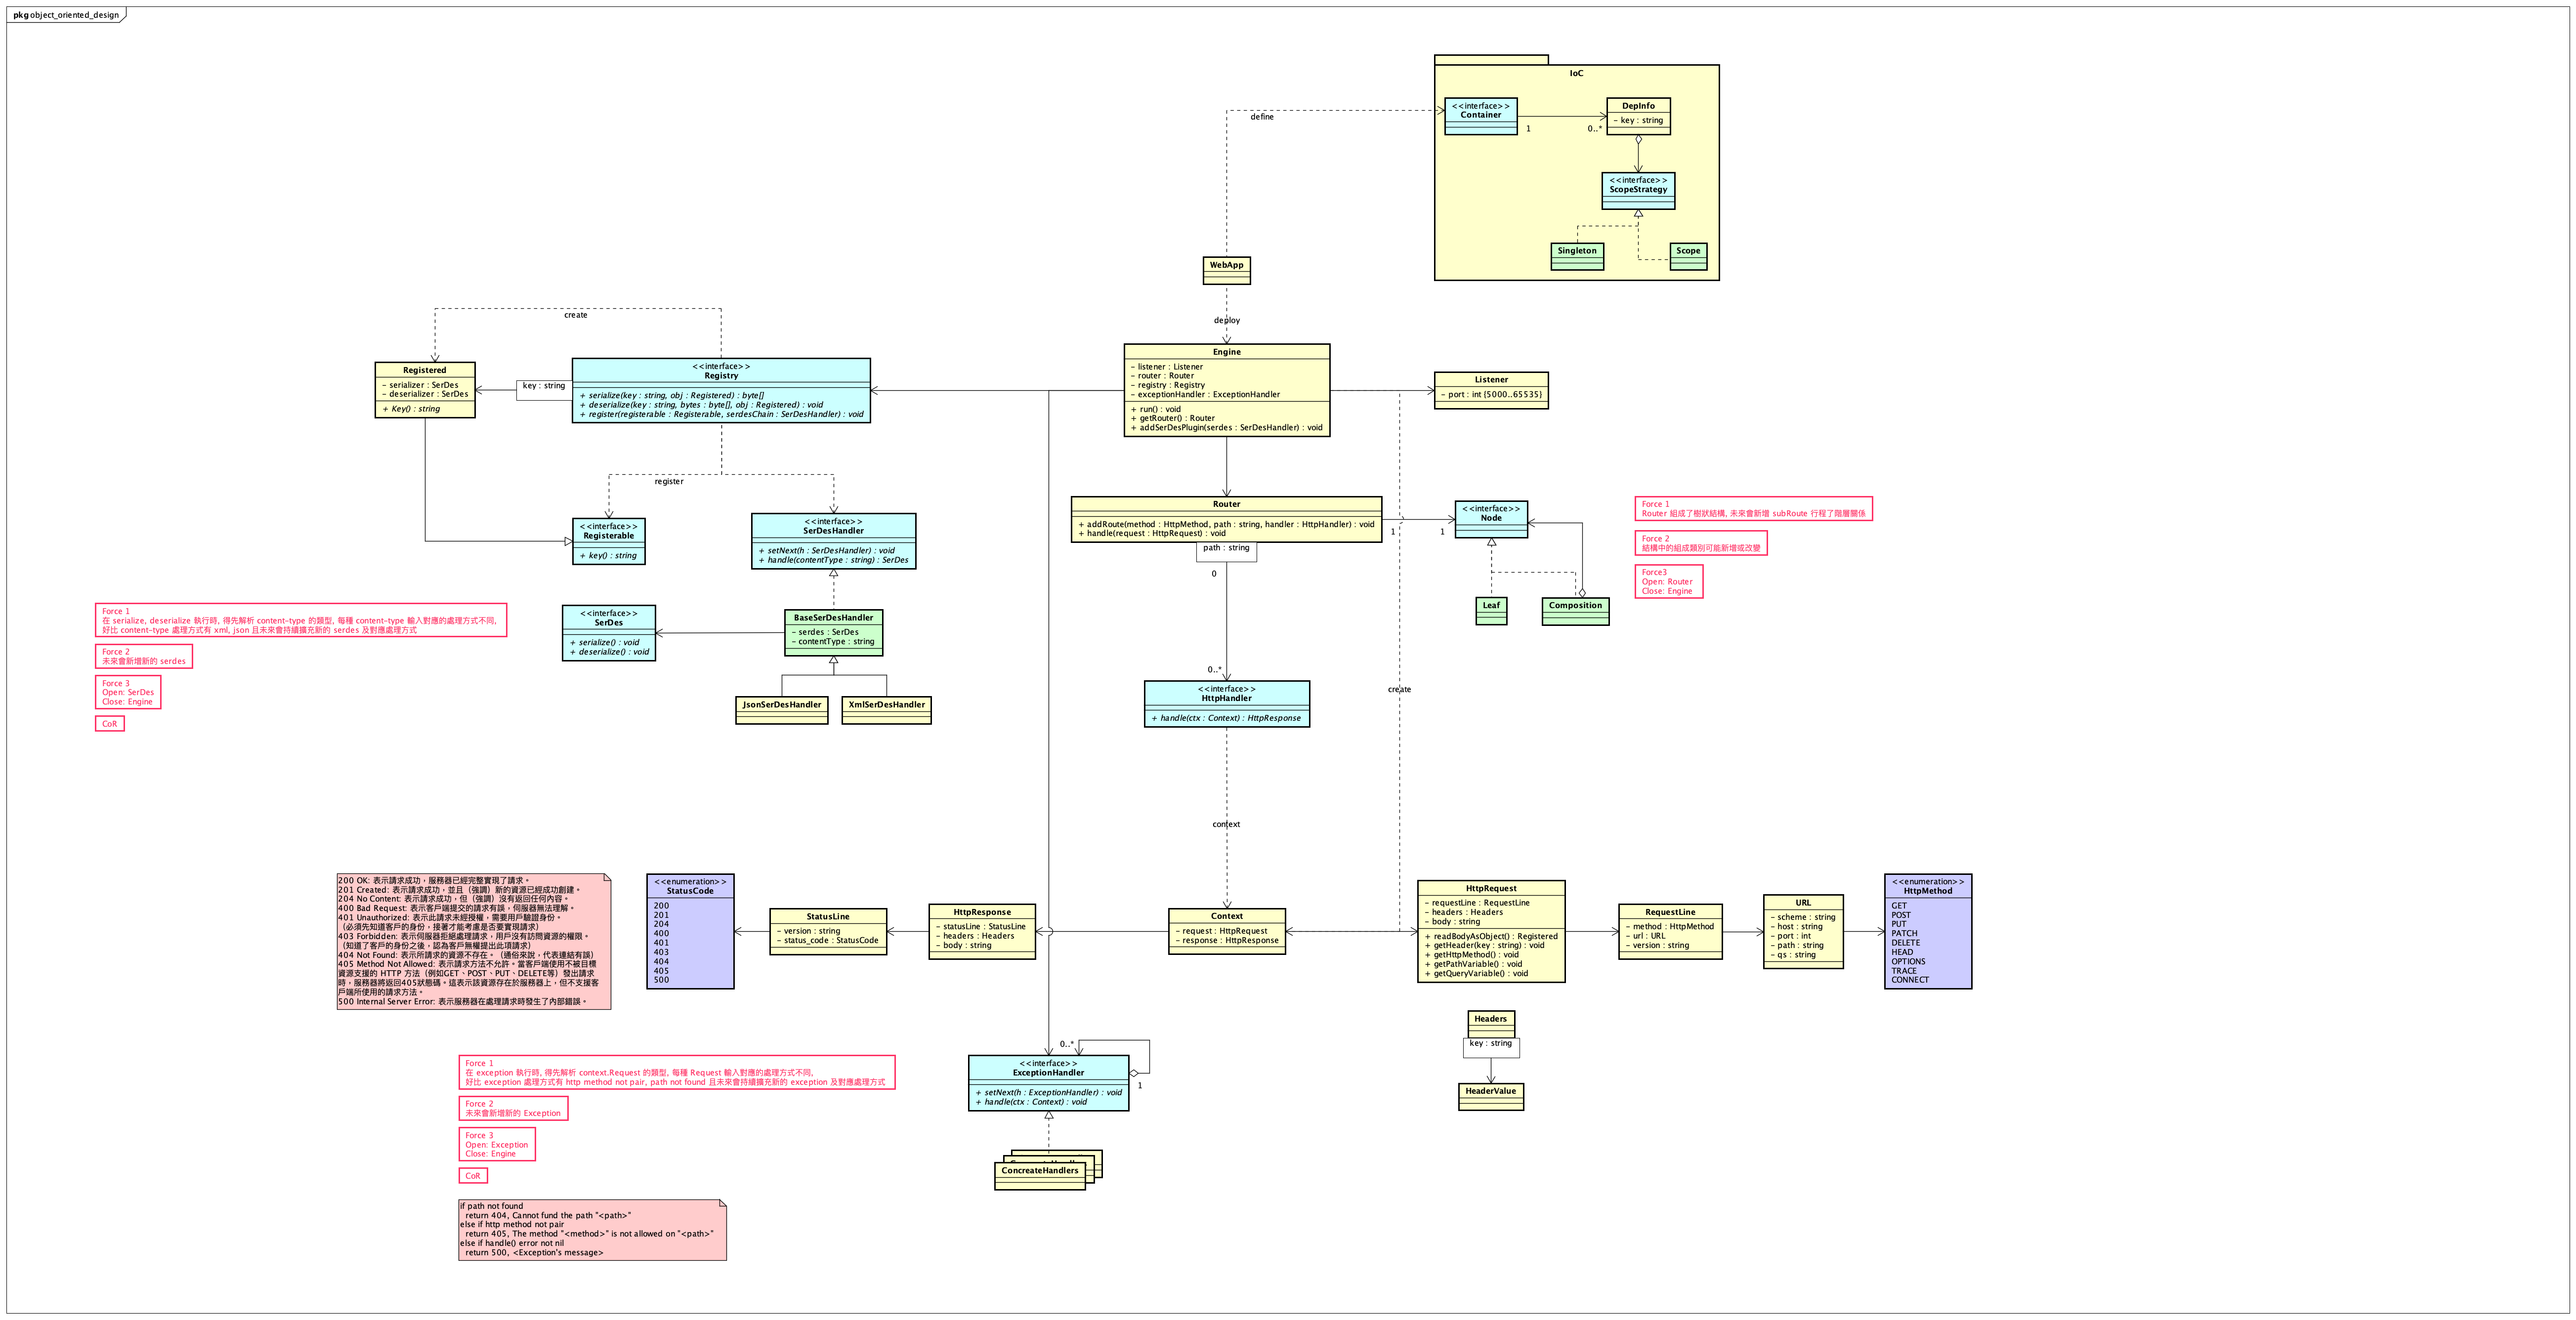 pkg object_oriented_design
IoC
<<interface>>
Container
1
0..*
DepInfo
- key : string
<<interface>>
ScopeStrategy
Singleton
Scope
define
WebApp
deploy
create
Registered
- serializer : SerDes
- deserializer : SerDes
+ Key() : string
key : string
<<interface>>
Registry
+ serialize(key : string, obj : Registered) : byte[]
+ deserialize(key : string, bytes : byte[], obj : Registered) : void
+ register(registerable : Registerable, serdesChain : SerDesHandler) : void
Engine
- listener : Listener
- router : Router
- registry : Registry
- exceptionHandler : ExceptionHandler
+ run() : void
+ getRouter() : Router
+ addSerDesPlugin(serdes : SerDesHandler) : void
Listener
- port : int {5000..65535}
register
<<interface>>
Registerable
+ key() : string
<<interface>>
SerDesHandler
+ setNext(h : SerDesHandler) : void
+ handle(contentType : string) : SerDes
Router
+ addRoute(method : HttpMethod, path : string, handler : HttpHandler) : void
+ handle(request : HttpRequest) : void
path : string
0
1
1
<<interface>>
Node
Leaf
Composition
Force 1
Router 組成了樹狀結構, 未來會新增 subRoute 行程了階層關係
Force 2
結構中的組成類別可能新增或改變
Force3
Open: Router
Close: Engine
Force 1
在 serialize, deserialize 執行時, 得先解析 content-type 的類型, 每種 content-type 輸入對應的處理方式不同,
好比 content-type 處理方式有 xml, json 且未來會持續擴充新的 serdes 及對應處理方式
Force 2
未來會新增新的 serdes
Force 3
Open: SerDes
Close: Engine
CoR
<<interface>>
SerDes
+ serialize() : void
+ deserialize() : void
BaseSerDesHandler
- serdes : SerDes
- contentType : string
JsonSerDesHandler
XmlSerDesHandler
0..*
<<interface>>
HttpHandler
+ handle(ctx : Context) : HttpResponse
create
context
200 OK: 表示請求成功，服務器已經完整實現了請求。
201 Created: 表示請求成功，並且（強調）新的資源已經成功創建。
204 No Content: 表示請求成功，但（強調）沒有返回任何內容。
400 Bad Request: 表示客戶端提交的請求有誤，伺服器無法理解。
401 Unauthorized: 表示此請求未經授權，需要用戶驗證身份。
（必須先知道客戶的身份，接著才能考慮是否要實現請求）
403 Forbidden: 表示伺服器拒絕處理請求，用戶沒有訪問資源的權限。
（知道了客戶的身份之後，認為客戶無權提出此項請求）
404 Not Found: 表示所請求的資源不存在。（通俗來說，代表連結有誤）
405 Method Not Allowed: 表示請求方法不允許。當客戶端使用不被目標
資源支援的 HTTP 方法（例如GET、POST、PUT、DELETE等）發出請求
時，服務器將返回405狀態碼。這表示該資源存在於服務器上，但不支援客
戶端所使用的請求方法。
500 Internal Server Error: 表示服務器在處理請求時發生了內部錯誤。
<<enumeration>>
StatusCode
200
201
204
400
401
403
404
405
500
StatusLine
- version : string
- status_code : StatusCode
HttpResponse
- statusLine : StatusLine
- headers : Headers
- body : string
Context
- request : HttpRequest
- response : HttpResponse
HttpRequest
- requestLine : RequestLine
- headers : Headers
- body : string
+ readBodyAsObject() : Registered
+ getHeader(key : string) : void
+ getHttpMethod() : void
+ getPathVariable() : void
+ getQueryVariable() : void
RequestLine
- method : HttpMethod
- url : URL
- version : string
URL
- scheme : string
- host : string
- port : int
- path : string
- qs : string
<<enumeration>>
HttpMethod
GET
POST
PUT
PATCH
DELETE
HEAD
OPTIONS
TRACE
CONNECT
Headers
key : string
HeaderValue
Force 1
在 exception 執行時, 得先解析 context.Request 的類型, 每種 Request 輸入對應的處理方式不同,
好比 exception 處理方式有 http method not pair, path not found 且未來會持續擴充新的 exception 及對應處理方式
Force 2
未來會新增新的 Exception
Force 3
Open: Exception
Close: Engine
CoR
0..*
1
<<interface>>
ExceptionHandler
+ setNext(h : ExceptionHandler) : void
+ handle(ctx : Context) : void
ConcreateHandlers
if path not found
return 404, Cannot fund the path "<path>"
else if http method not pair
return 405, The method "<method>" is not allowed on "<path>"
else if handle() error not nil
return 500, <Exception's message>